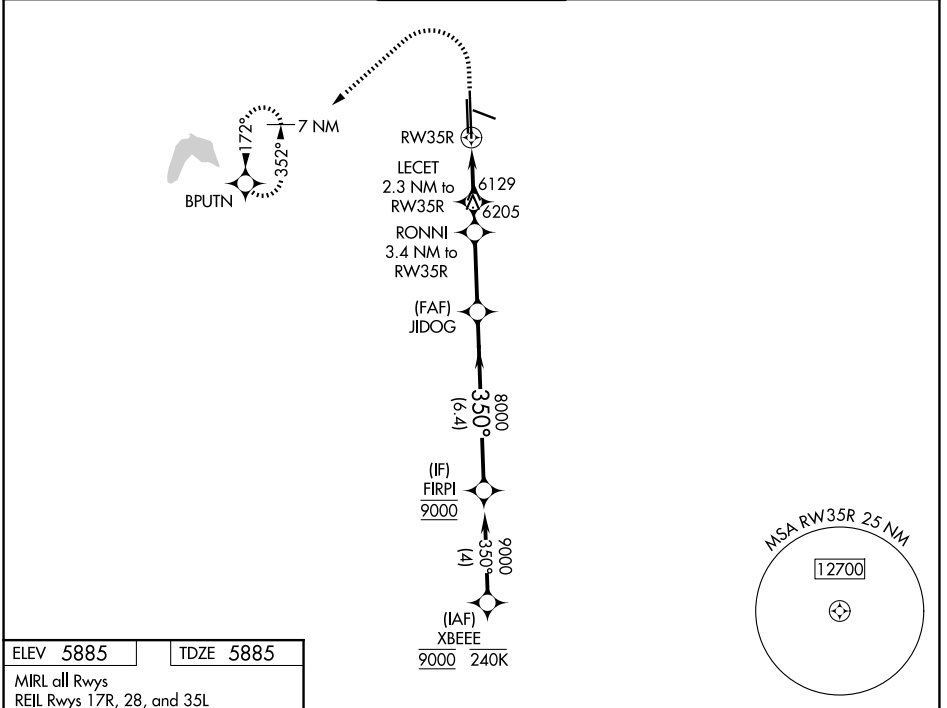 7 NM
172°
352°
BPUTN
RW35R
LECET
2.3 NM to
RW35R
6129
6205
RONNI
3.4 NM to
RW35R
(FAF)
JIDOG
8000
350°
(6.4)
(IF)
FIRPI
9000
9000
350°
(4)
(IAF)
XBEEE
9000 240K
MSA RW35R 25 NM
12700
ELEV 5885 TDZE 5885
MIRL all Rwys
REIL Rwys 17R, 28, and 35L